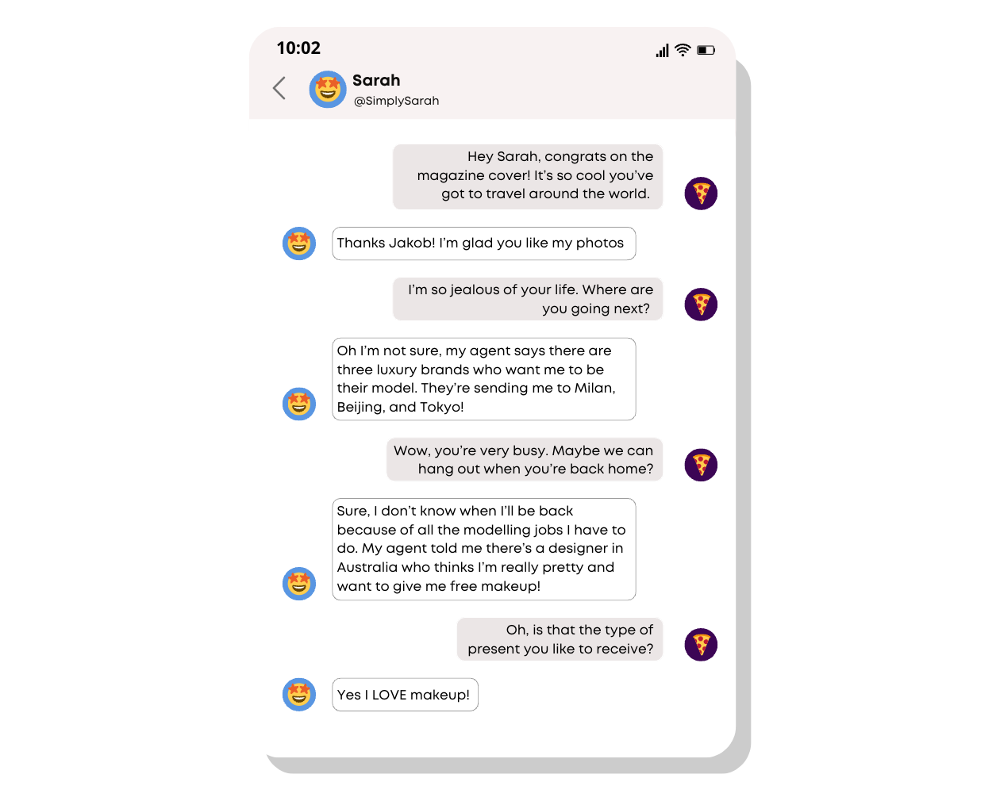 10:02
Sarah
@SimplySarah
Hey Sarah, congrats on the
magazine cover! It’s so cool you’ve
got to travel around the world.
Thanks Jakob! I’m glad you like my photos
I’m so jealous of your life. Where are
you going next?
Oh I’m not sure, my agent says there are
three luxury brands who want me to be
their model. They’re sending me to Milan,
Beijing, and Tokyo!
Wow, you’re very busy. Maybe we can
hang out when you’re back home?
Sure, I don’t know when I’ll be back
because of all the modelling jobs I have to
do. My agent told me there’s a designer in
Australia who thinks I’m really pretty and
want to give me free makeup!
Oh, is that the type of
present you like to receive?
Yes I LOVE makeup!